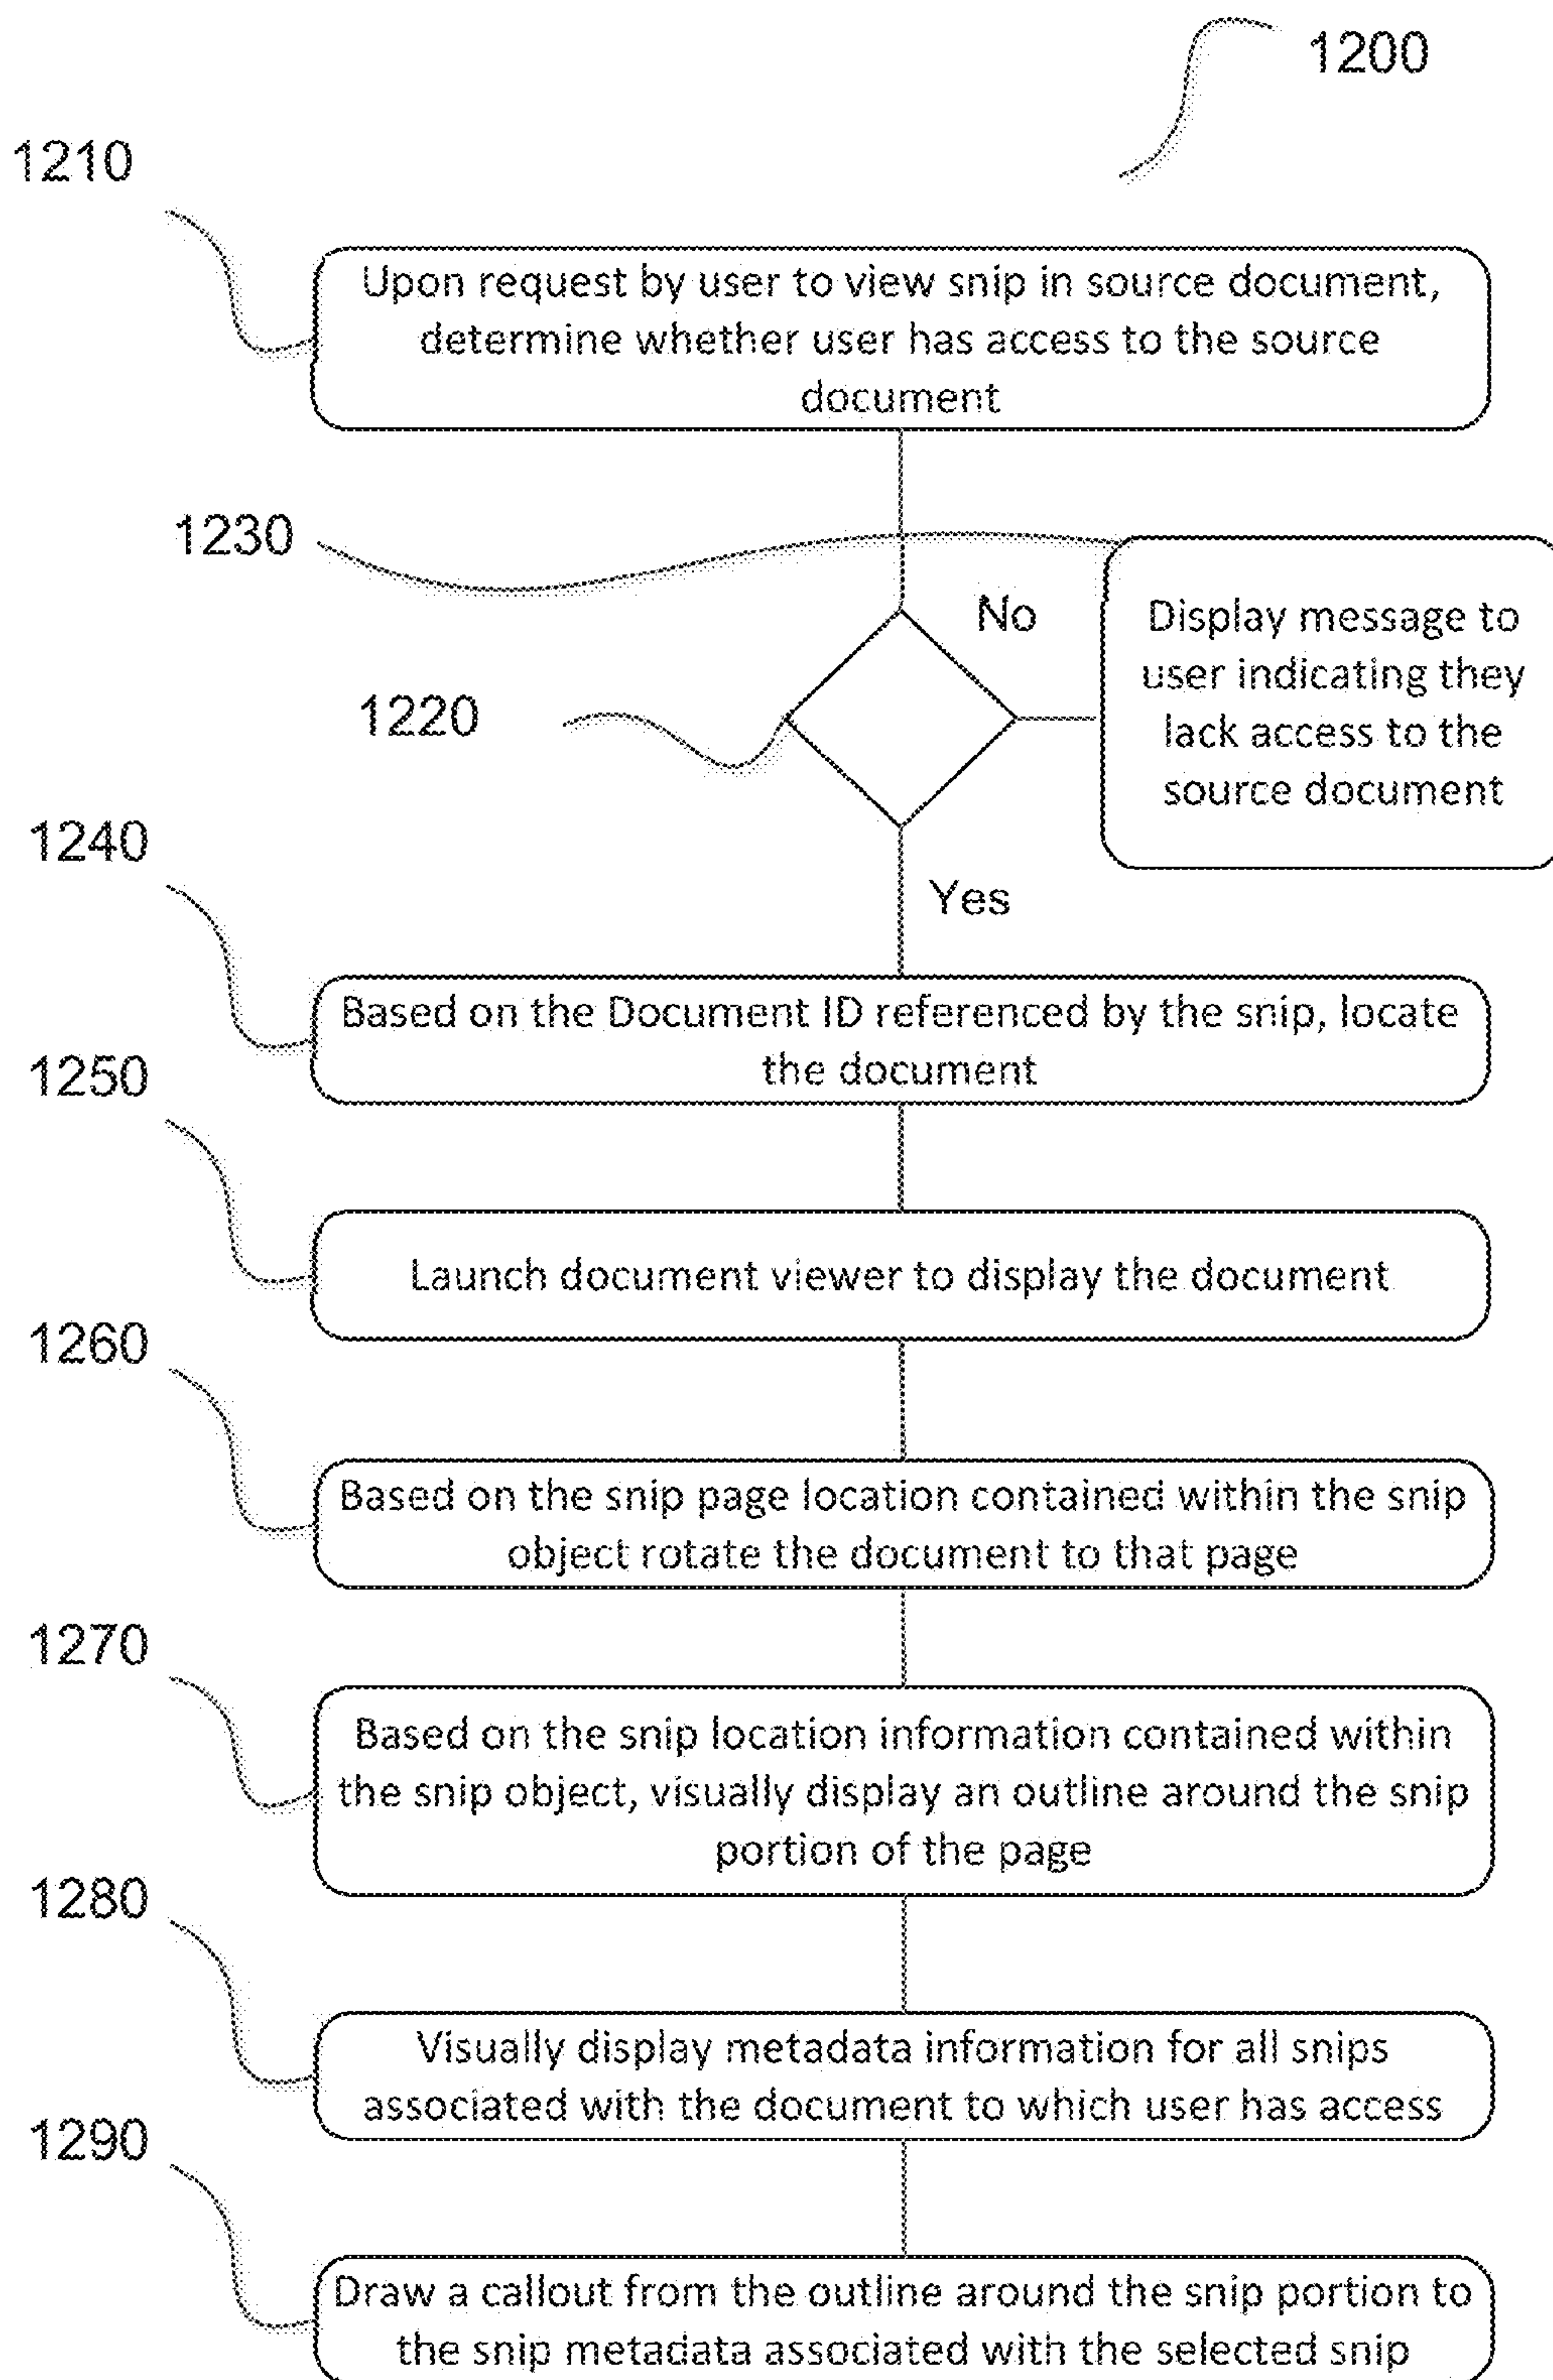 1200
1210
Upon request by user to view snip in source document,
determine whether user has access to the source
document
1230
No
Display message to
user indicating they
lack access to the
source document
1220
Yes
1240
Based on the Document ID referenced by the snip, locate
the document
1250
Launch document viewer to display the document
1260
Based on the snip page location contained within the snip
object rotate the document to that page
1270
Based on the snip location information contained within
the snip object, visually display an outline around the snip
portion of the page
1280
Visually display metadata information for all snips
associated with the document to which user has access
1290
Draw a callout from the outline around the snip portion to
the snip metadata associated with the selected snip